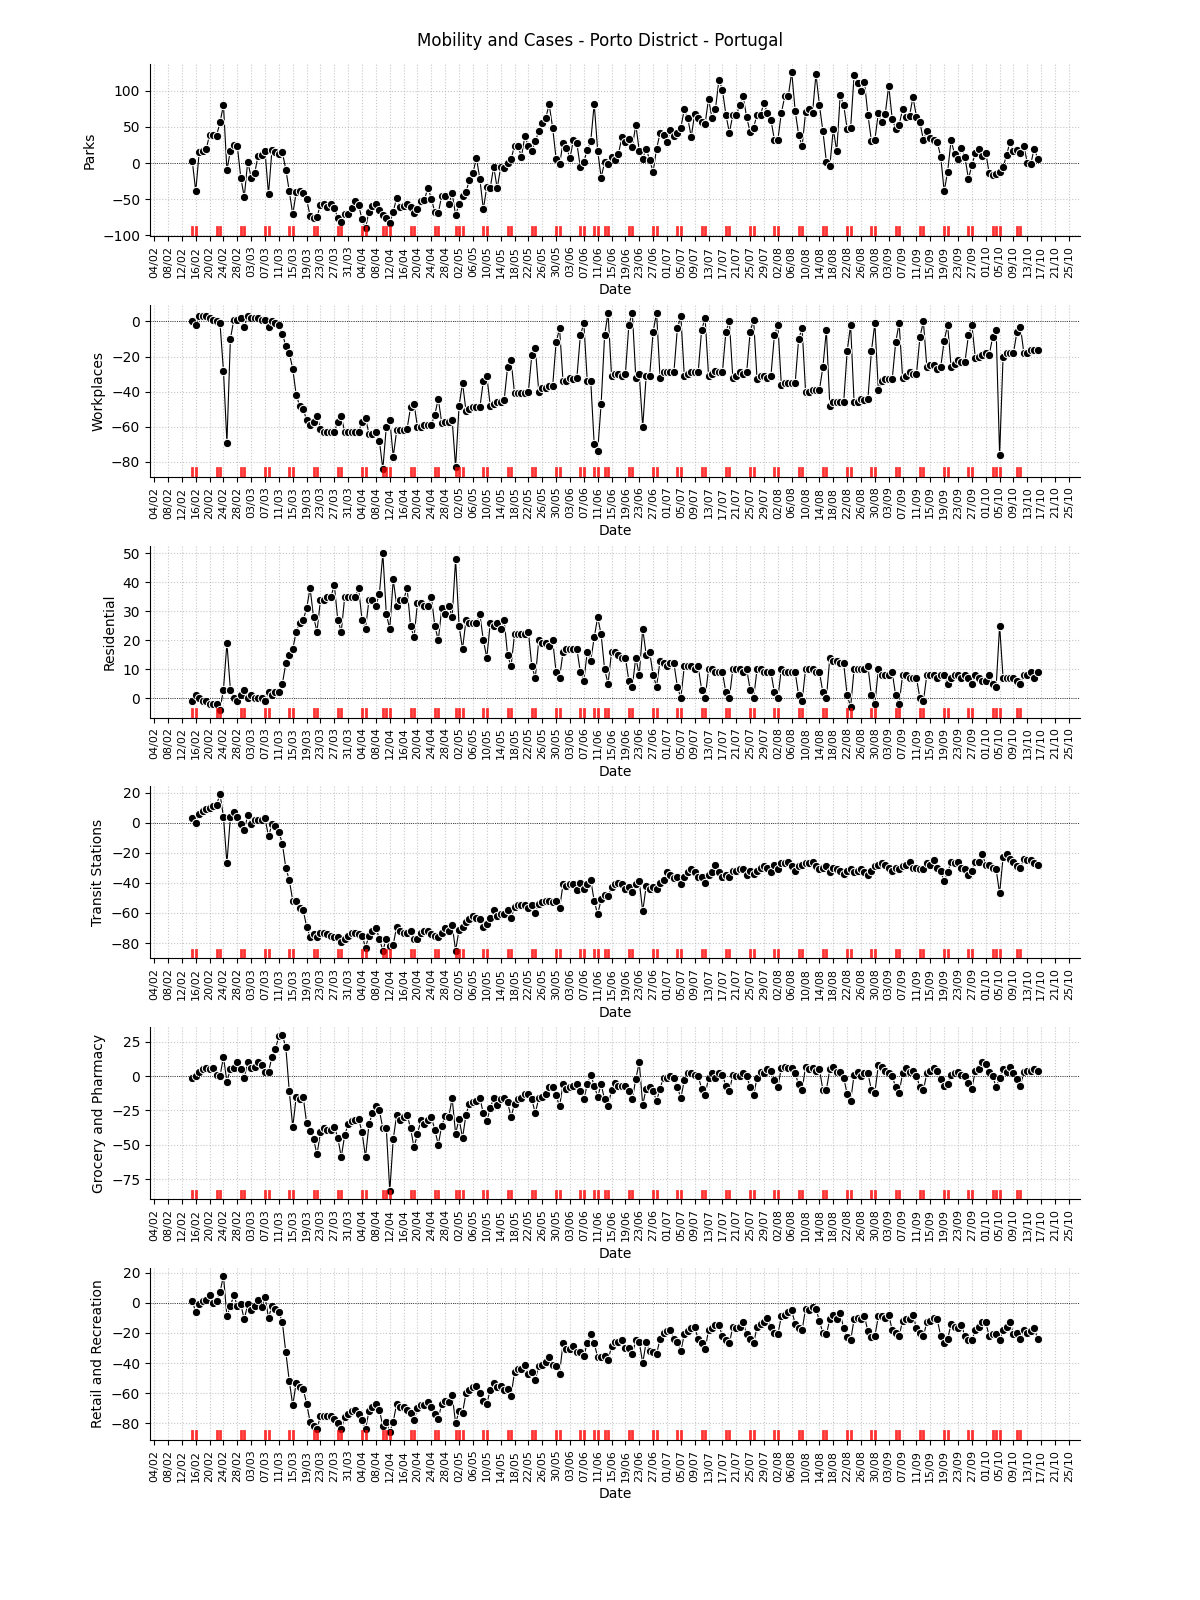 Mobility and Cases - Porto District - Portugal
Parks
100
50
0
−50
−100
04/02 08/02 12/02 16/02 20/02 24/02 28/02 03/03 07/03 11/03 15/03 19/03 23/03 27/03 31/03 04/04 08/04 12/04 16/04 20/04 24/04 28/04 02/05 06/05 10/05 14/05 18/05 22/05 26/05 30/05 03/06 07/06 11/06 15/06 19/06 23/06 27/06 01/07 05/07 09/07 13/07 17/07 21/07 25/07 29/07 02/08 06/08 10/08 14/08 18/08 22/08 26/08 30/08 03/09 07/09 11/09 15/09 19/09 23/09 27/09 01/10 05/10 09/10 13/10 17/10 21/10 25/10
Date
Workplaces
0
−20
−40
−60
−80
04/02 08/02 12/02 16/02 20/02 24/02 28/02 03/03 07/03 11/03 15/03 19/03 23/03 27/03 31/03 04/04 08/04 12/04 16/04 20/04 24/04 28/04 02/05 06/05 10/05 14/05 18/05 22/05 26/05 30/05 03/06 07/06 11/06 15/06 19/06 23/06 27/06 01/07 05/07 09/07 13/07 17/07 21/07 25/07 29/07 02/08 06/08 10/08 14/08 18/08 22/08 26/08 30/08 03/09 07/09 11/09 15/09 19/09 23/09 27/09 01/10 05/10 09/10 13/10 17/10 21/10 25/10
Date
Residential
50
40
30
20
10
0
04/02 08/02 12/02 16/02 20/02 24/02 28/02 03/03 07/03 11/03 15/03 19/03 23/03 27/03 31/03 04/04 08/04 12/04 16/04 20/04 24/04 28/04 02/05 06/05 10/05 14/05 18/05 22/05 26/05 30/05 03/06 07/06 11/06 15/06 19/06 23/06 27/06 01/07 05/07 09/07 13/07 17/07 21/07 25/07 29/07 02/08 06/08 10/08 14/08 18/08 22/08 26/08 30/08 03/09 07/09 11/09 15/09 19/09 23/09 27/09 01/10 05/10 09/10 13/10 17/10 21/10 25/10
Date
Transit Stations
20
0
−20
−40
−60
−80
04/02 08/02 12/02 16/02 20/02 24/02 28/02 03/03 07/03 11/03 15/03 19/03 23/03 27/03 31/03 04/04 08/04 12/04 16/04 20/04 24/04 28/04 02/05 06/05 10/05 14/05 18/05 22/05 26/05 30/05 03/06 07/06 11/06 15/06 19/06 23/06 27/06 01/07 05/07 09/07 13/07 17/07 21/07 25/07 29/07 02/08 06/08 10/08 14/08 18/08 22/08 26/08 30/08 03/09 07/09 11/09 15/09 19/09 23/09 27/09 01/10 05/10 09/10 13/10 17/10 21/10 25/10
Date
Grocery and Pharmacy
25
0
−25
−50
−75
04/02 08/02 12/02 16/02 20/02 24/02 28/02 03/03 07/03 11/03 15/03 19/03 23/03 27/03 31/03 04/04 08/04 12/04 16/04 20/04 24/04 28/04 02/05 06/05 10/05 14/05 18/05 22/05 26/05 30/05 03/06 07/06 11/06 15/06 19/06 23/06 27/06 01/07 05/07 09/07 13/07 17/07 21/07 25/07 29/07 02/08 06/08 10/08 14/08 18/08 22/08 26/08 30/08 03/09 07/09 11/09 15/09 19/09 23/09 27/09 01/10 05/10 09/10 13/10 17/10 21/10 25/10
Date
Retail and Recreation
20
0
−20
−40
−60
−80
04/02 08/02 12/02 16/02 20/02 24/02 28/02 03/03 07/03 11/03 15/03 19/03 23/03 27/03 31/03 04/04 08/04 12/04 16/04 20/04 24/04 28/04 02/05 06/05 10/05 14/05 18/05 22/05 26/05 30/05 03/06 07/06 11/06 15/06 19/06 23/06 27/06 01/07 05/07 09/07 13/07 17/07 21/07 25/07 29/07 02/08 06/08 10/08 14/08 18/08 22/08 26/08 30/08 03/09 07/09 11/09 15/09 19/09 23/09 27/09 01/10 05/10 09/10 13/10 17/10 21/10 25/10
Date